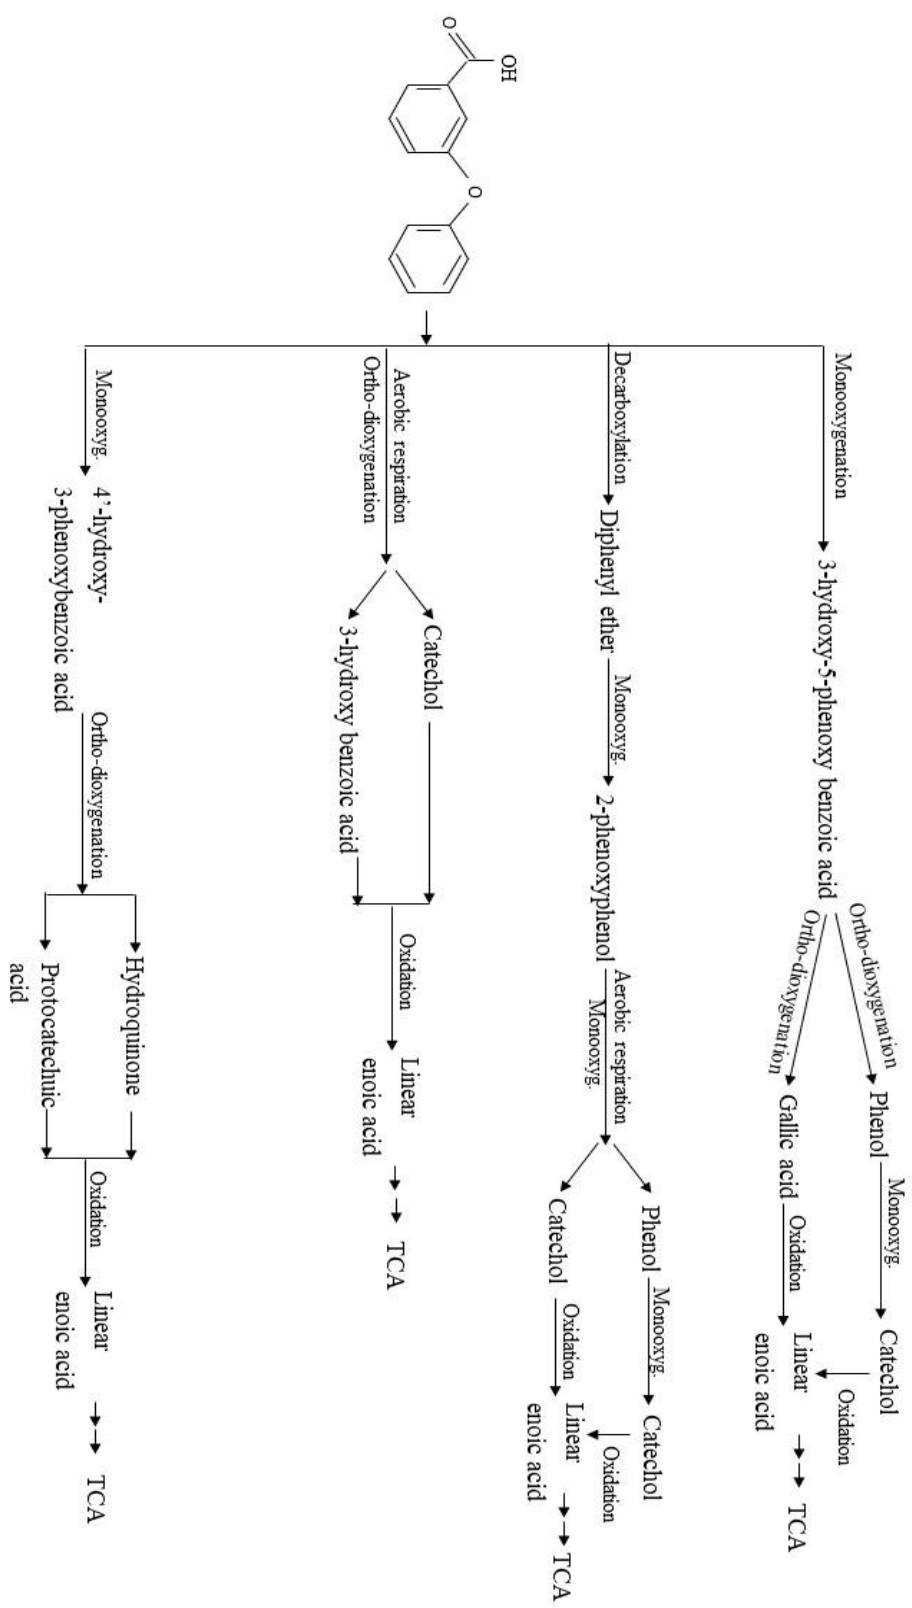 O
OH
O
Monooxygenation
3-hydroxy-5-phenoxy benzoic acid
Ortho-dioxygenation
Phenol
Monooxyg.
Catechol
Oxidation
Ortho-dioxygenation
Gallic acid
Oxidation
Linear
enoic acid
TCA
Decarboxylation
Diphenyl ether
Monooxyg.
2-phenoxyphenol
Aerobic respiration
Monooxyg.
Phenol
Monooxyg.
Catechol
Oxidation
Catechol
Oxidation
Linear
enoic acid
TCA
Aerobic respiration
Ortho-dioxygenation
Catechol
3-hydroxy benzoic acid
Oxidation
Linear
enoic acid
TCA
Monooxyg.
4'-hydroxy-
3-phenoxybenzoic acid
Ortho-dioxygenation
Hydroquinone
Protocatechuic
acid
Oxidation
Linear
enoic acid
TCA